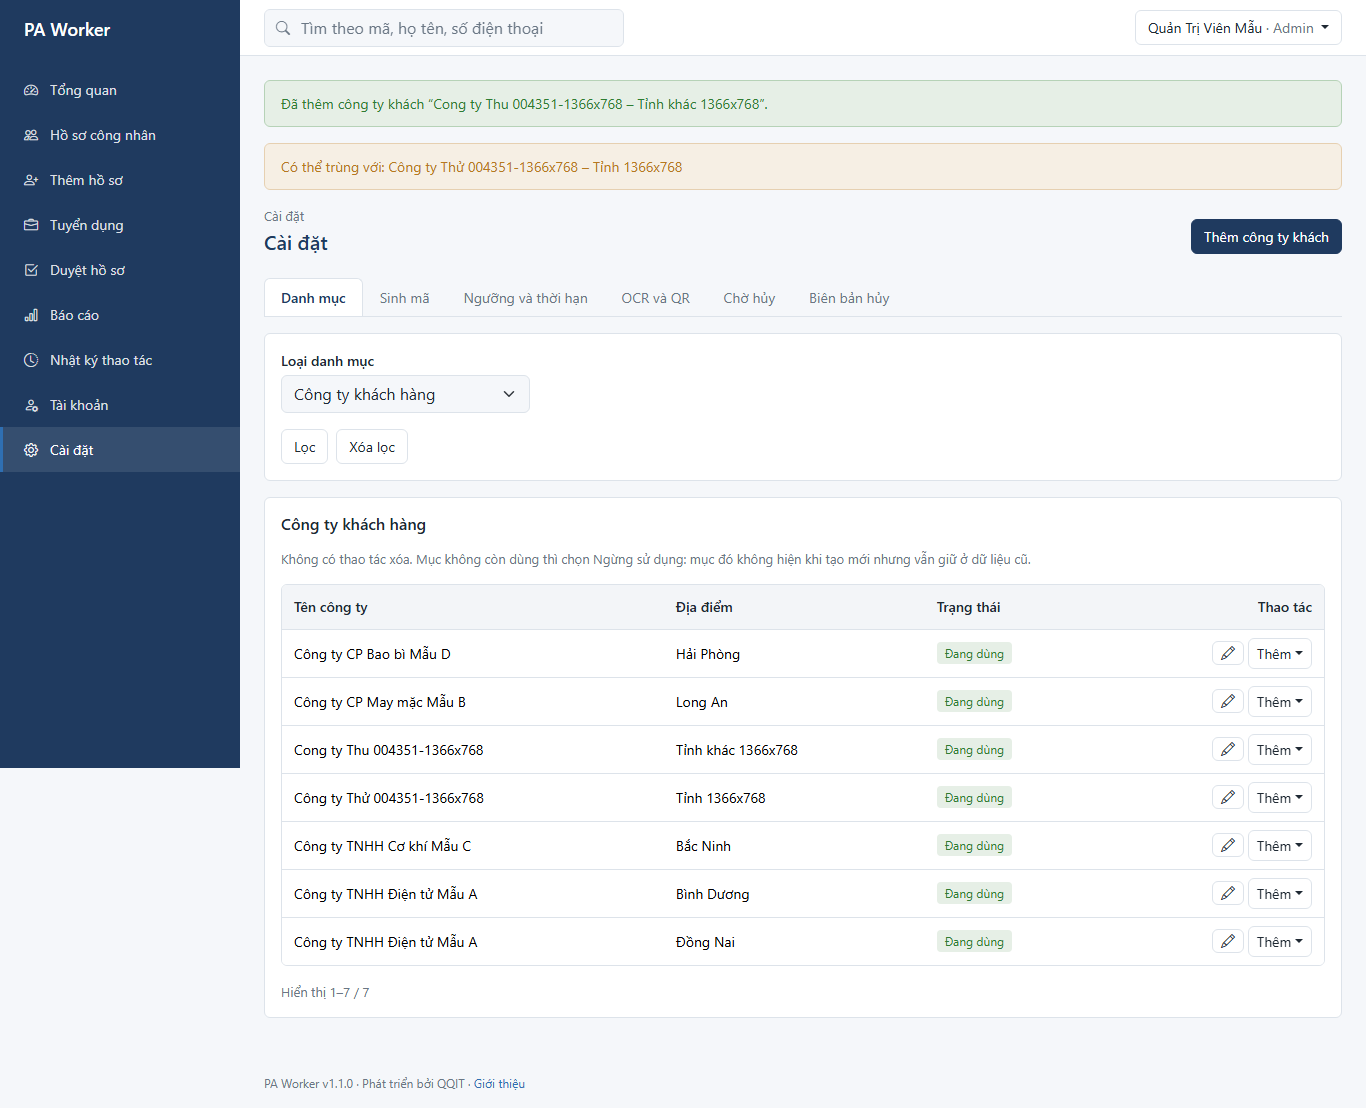 PA Worker
Tìm theo mã, họ tên, số điện thoại
Quản Trị Viên Mẫu · Admin
Tổng quan
Hồ sơ công nhân
Thêm hồ sơ
Tuyển dụng
Duyệt hồ sơ
Báo cáo
Nhật ký thao tác
Tài khoản
Cài đặt
Đã thêm công ty khách “Cong ty Thu 004351-1366x768 – Tỉnh khác 1366x768”.
Có thể trùng với: Công ty Thử 004351-1366x768 – Tỉnh 1366x768
Cài đặt
Cài đặt
Thêm công ty khách
Danh mục Sinh mã Ngưỡng và thời hạn OCR và QR Chờ hủy Biên bản hủy
Loại danh mục
Công ty khách hàng
Lọc Xóa lọc
Công ty khách hàng
Không có thao tác xóa. Mục không còn dùng thì chọn Ngừng sử dụng: mục đó không hiện khi tạo mới nhưng vẫn giữ ở dữ liệu cũ.
Tên công ty Địa điểm Trạng thái Thao tác
Công ty CP Bao bì Mẫu D Hải Phòng Đang dùng Thêm
Công ty CP May mặc Mẫu B Long An Đang dùng Thêm
Cong ty Thu 004351-1366x768 Tỉnh khác 1366x768 Đang dùng Thêm
Công ty Thử 004351-1366x768 Tỉnh 1366x768 Đang dùng Thêm
Công ty TNHH Cơ khí Mẫu C Bắc Ninh Đang dùng Thêm
Công ty TNHH Điện tử Mẫu A Bình Dương Đang dùng Thêm
Công ty TNHH Điện tử Mẫu A Đồng Nai Đang dùng Thêm
Hiển thị 1–7 / 7
PA Worker v1.1.0 · Phát triển bởi QQIT · Giới thiệu